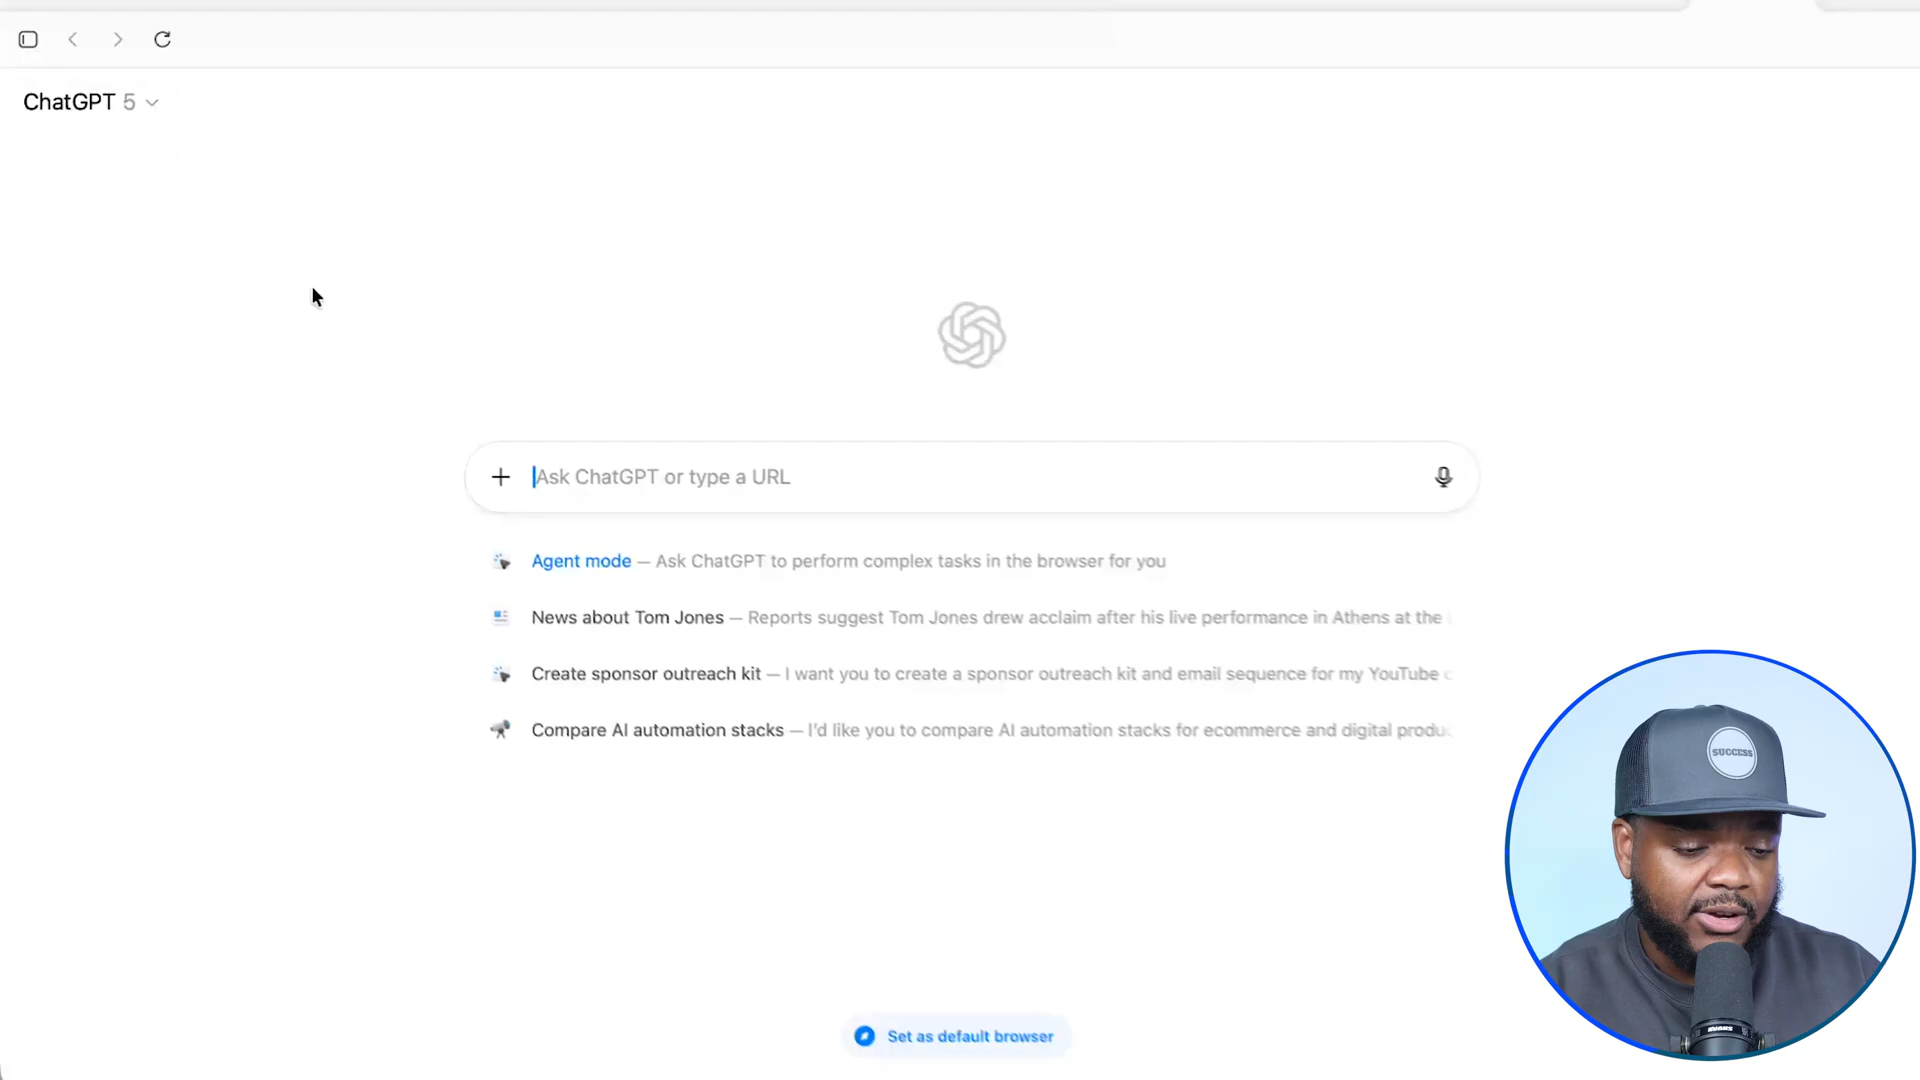 ChatGPT 5
Ask ChatGPT or type a URL
Agent mode — Ask ChatGPT to perform complex tasks in the browser for you
News about Tom Jones — Reports suggest Tom Jones drew acclaim after his live performance in Athens at the
Create sponsor outreach kit — I want you to create a sponsor outreach kit and email sequence for my YouTube
Compare AI automation stacks — I'd like you to compare AI automation stacks for ecommerce and digital
SUCCESS
Set as default browser
SHURE